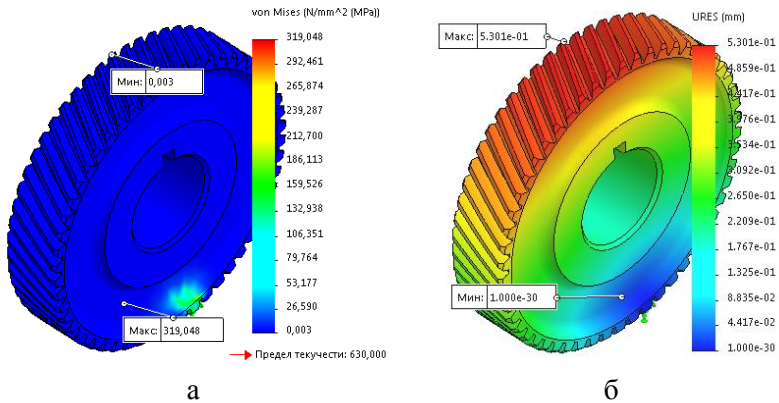 von Mises (N/mm^2 (MPa))
319,048
292,461
265,874
239,287
212,700
186,113
159,526
132,938
106,351
79,764
53,177
26,590
0,003
Мин: 0,003
Макс: 319,048
Предел текучести: 630,000
а
URES (mm)
5.301e-01
4.859e-01
4.417e-01
3.976e-01
3.534e-01
3.092e-01
2.650e-01
2.209e-01
1.767e-01
1.325e-01
8.835e-02
4.417e-02
1.000e-30
Макс: 5.301e-01
Мин: 1.000e-30
б